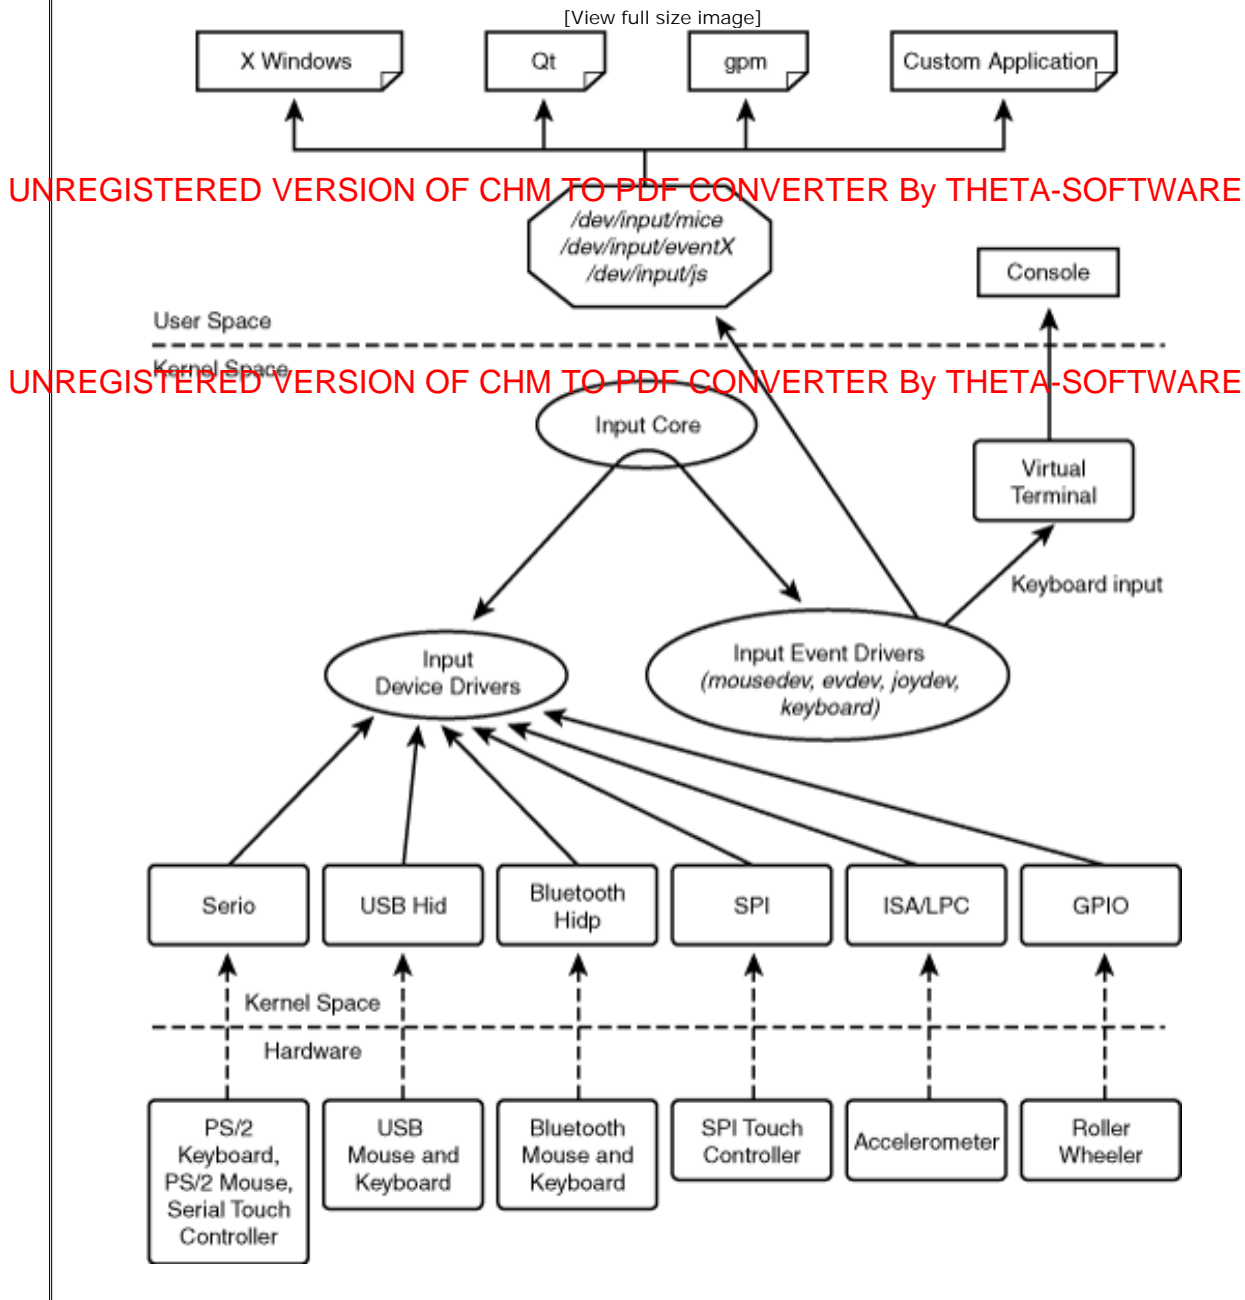 [View full size image]
X Windows
Qt
gpm
Custom Application
UNREGISTERED VERSION OF CHM TO PDF CONVERTER By THETA-SOFTWARE
/dev/input/mice
/dev/input/eventX
/dev/input/js
Console
User Space
Kernel Space
UNREGISTERED VERSION OF CHM TO PDF CONVERTER By THETA-SOFTWARE
Input Core
Virtual
Terminal
Keyboard input
Input
Device Drivers
Input Event Drivers
(mousedev, evdev, joydev,
keyboard)
Serio
USB Hid
Bluetooth
Hidp
SPI
ISA/LPC
GPIO
Kernel Space
Hardware
PS/2
Keyboard,
PS/2 Mouse,
Serial Touch
Controller
USB
Mouse and
Keyboard
Bluetooth
Mouse and
Keyboard
SPI Touch
Controller
Accelerometer
Roller
Wheeler